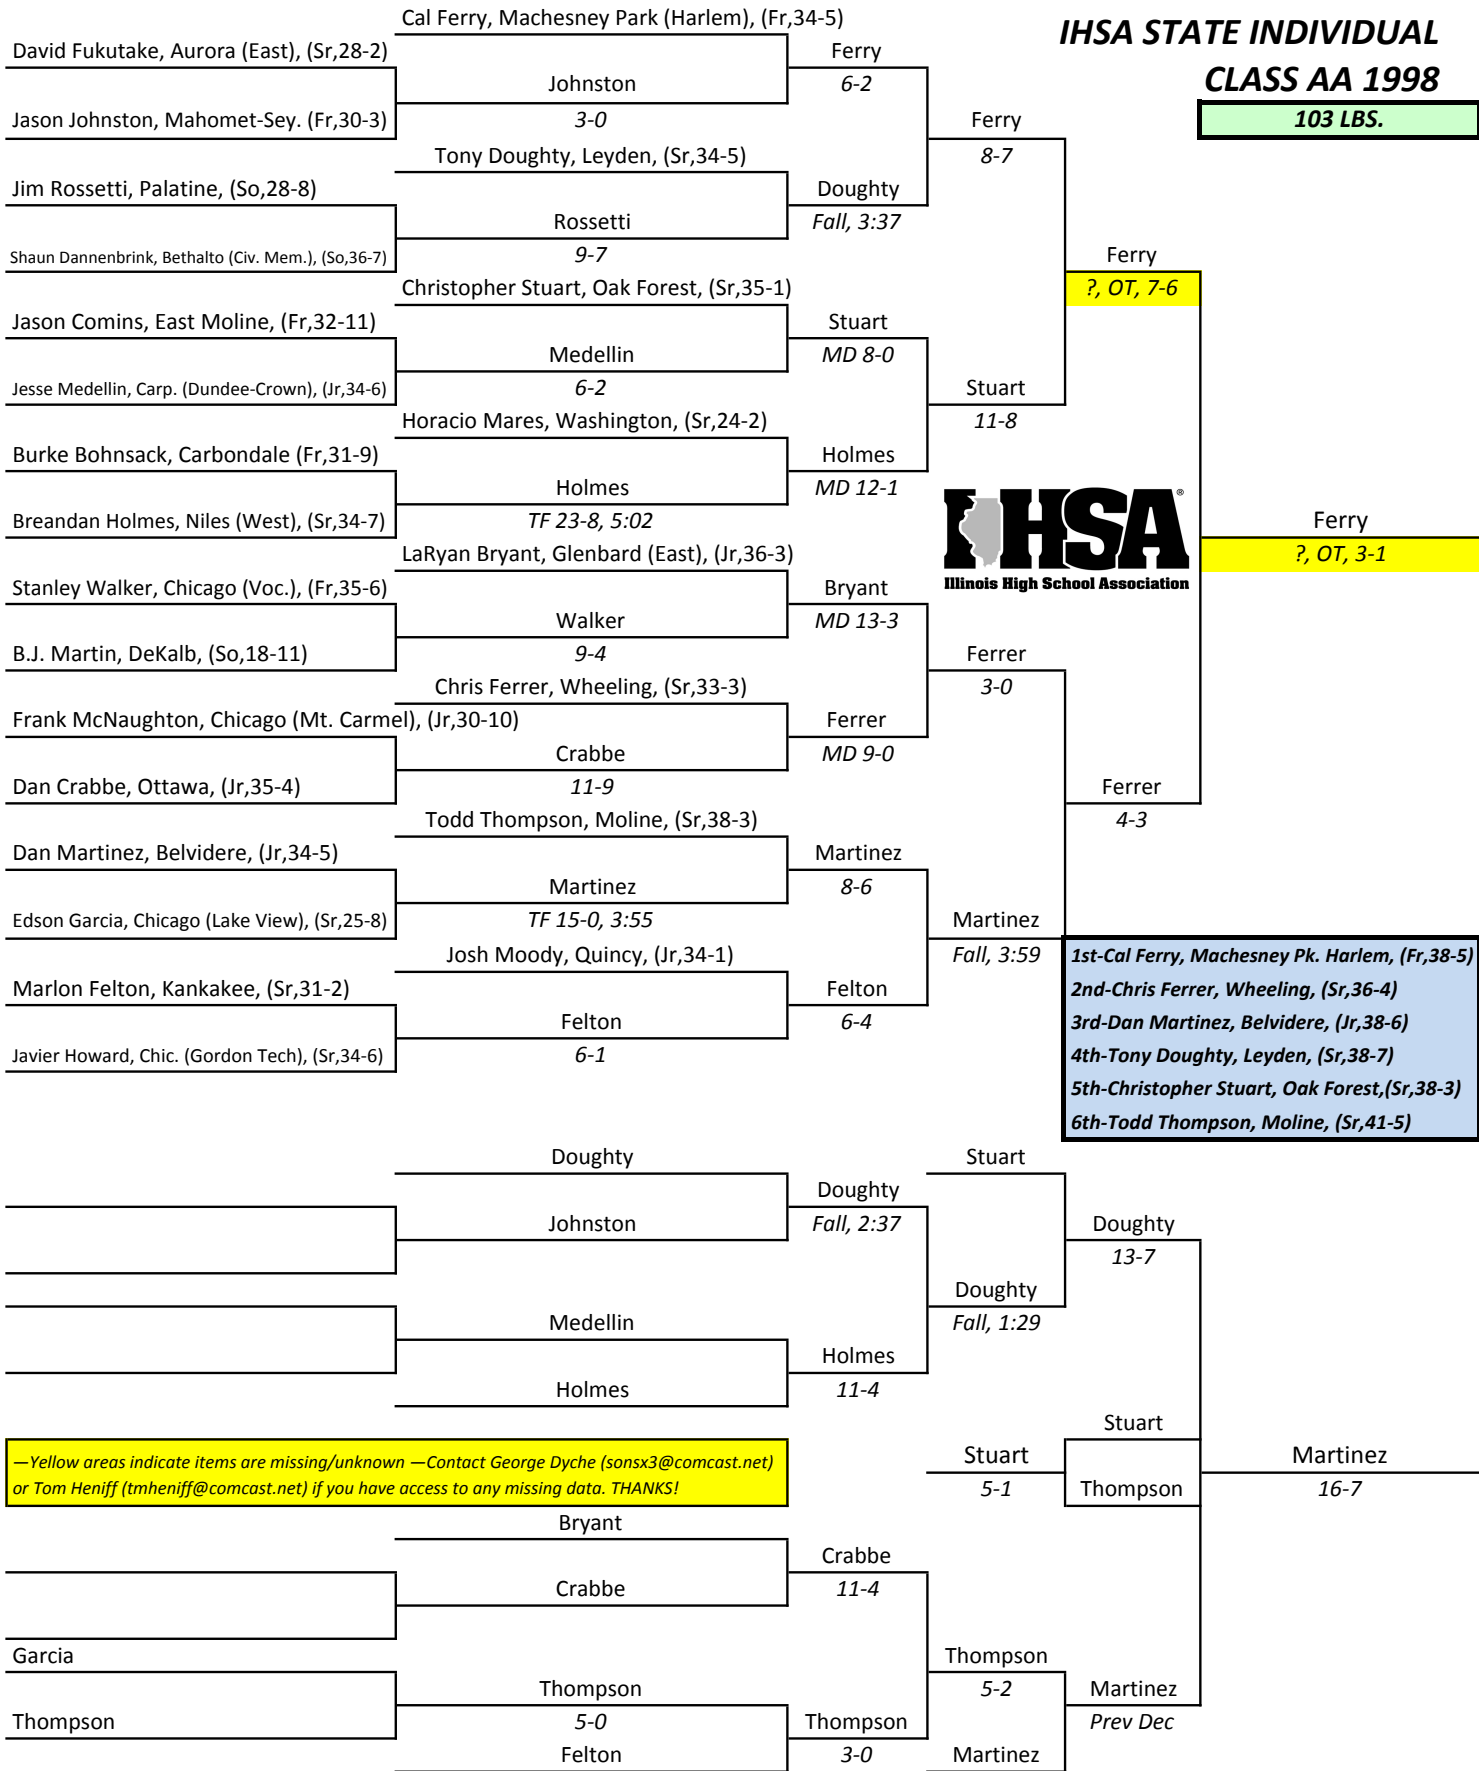 Cal Ferry, Machesney Park (Harlem), (Fr,34-5)
IHSA STATE INDIVIDUAL
David Fukutake, Aurora (East), (Sr,28-2)
Ferry
CLASS AA 1998
Johnston
6-2
103 LBS.
Jason Johnston, Mahomet-Sey. (Fr,30-3)
3-0
Ferry
Tony Doughty, Leyden, (Sr,34-5)
8-7
Jim Rossetti, Palatine, (So,28-8)
Doughty
Rossetti
Fall, 3:37
Shaun Dannenbrink, Bethalto (Civ. Mem.), (So,36-7)
9-7
Ferry
Christopher Stuart, Oak Forest, (Sr,35-1)
?, OT, 7-6
Jason Comins, East Moline, (Fr,32-11)
Stuart
Medellin
MD 8-0
Jesse Medellin, Carp. (Dundee-Crown), (Jr,34-6)
6-2
Stuart
Horacio Mares, Washington, (Sr,24-2)
11-8
Burke Bohnsack, Carbondale (Fr,31-9)
Holmes
Holmes
MD 12-1
Breandan Holmes, Niles (West), (Sr,34-7)
TF 23-8, 5:02
IHSA®
Illinois High School Association
Ferry
LaRyan Bryant, Glenbard (East), (Jr,36-3)
?, OT, 3-1
Stanley Walker, Chicago (Voc.), (Fr,35-6)
Bryant
Walker
MD 13-3
B.J. Martin, DeKalb, (So,18-11)
9-4
Ferrer
Chris Ferrer, Wheeling, (Sr,33-3)
3-0
Frank McNaughton, Chicago (Mt. Carmel), (Jr,30-10)
Ferrer
Crabbe
MD 9-0
Dan Crabbe, Ottawa, (Jr,35-4)
11-9
Ferrer
Todd Thompson, Moline, (Sr,38-3)
4-3
Dan Martinez, Belvidere, (Jr,34-5)
Martinez
Martinez
8-6
Edson Garcia, Chicago (Lake View), (Sr,25-8)
TF 15-0, 3:55
Martinez
Josh Moody, Quincy, (Jr,34-1)
Fall, 3:59
1st-Cal Ferry, Machesney Pk. Harlem, (Fr,38-5)
Marlon Felton, Kankakee, (Sr,31-2)
Felton
2nd-Chris Ferrer, Wheeling, (Sr,36-4)
Felton
6-4
3rd-Dan Martinez, Belvidere, (Jr,38-6)
Javier Howard, Chic. (Gordon Tech), (Sr,34-6)
6-1
4th-Tony Doughty, Leyden, (Sr,38-7)
5th-Christopher Stuart, Oak Forest,(Sr,38-3)
6th-Todd Thompson, Moline, (Sr,41-5)
Doughty
Stuart
Doughty
Johnston
Fall, 2:37
Doughty
13-7
Doughty
Medellin
Fall, 1:29
Holmes
Holmes
11-4
Stuart
—Yellow areas indicate items are missing/unknown —Contact George Dyche (sonsx3@comcast.net)
or Tom Heniff (tmheniff@comcast.net) if you have access to any missing data. THANKS!
Stuart
Martinez
5-1
Thompson
16-7
Bryant
Crabbe
Crabbe
11-4
Garcia
Thompson
Thompson
5-2
Martinez
Thompson
5-0
Thompson
Prev Dec
Felton
3-0
Martinez